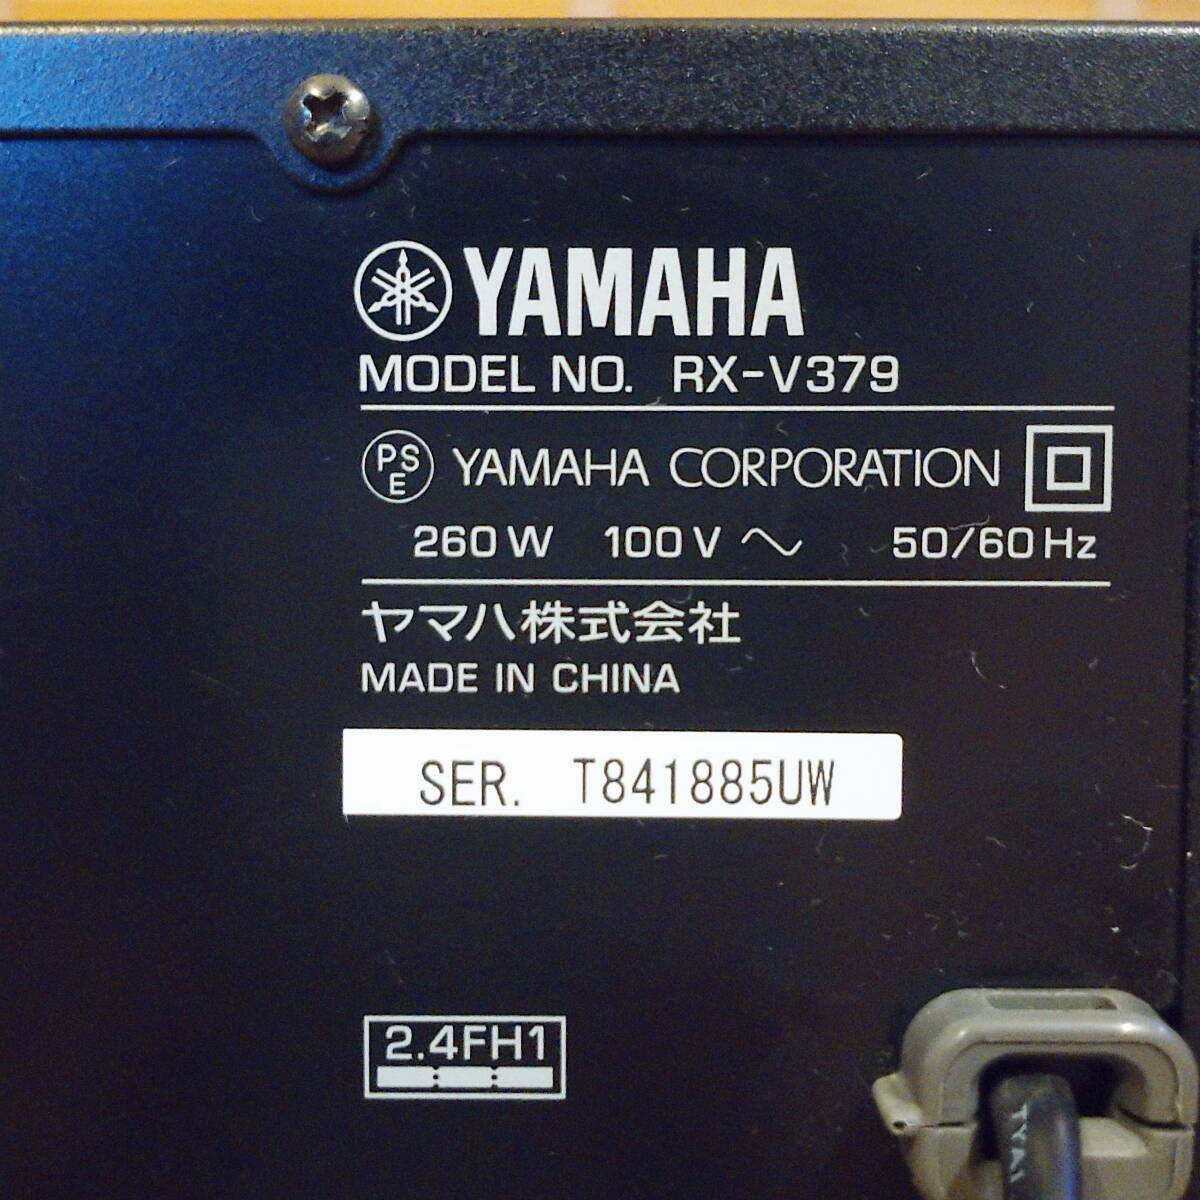 YAMAHA
MODEL NO. RX-V379
PSE YAMAHA CORPORATION
260 W 100 V ～ 50/60 Hz
ヤマハ株式会社
MADE IN CHINA
SER. T841885UW
2.4FH1